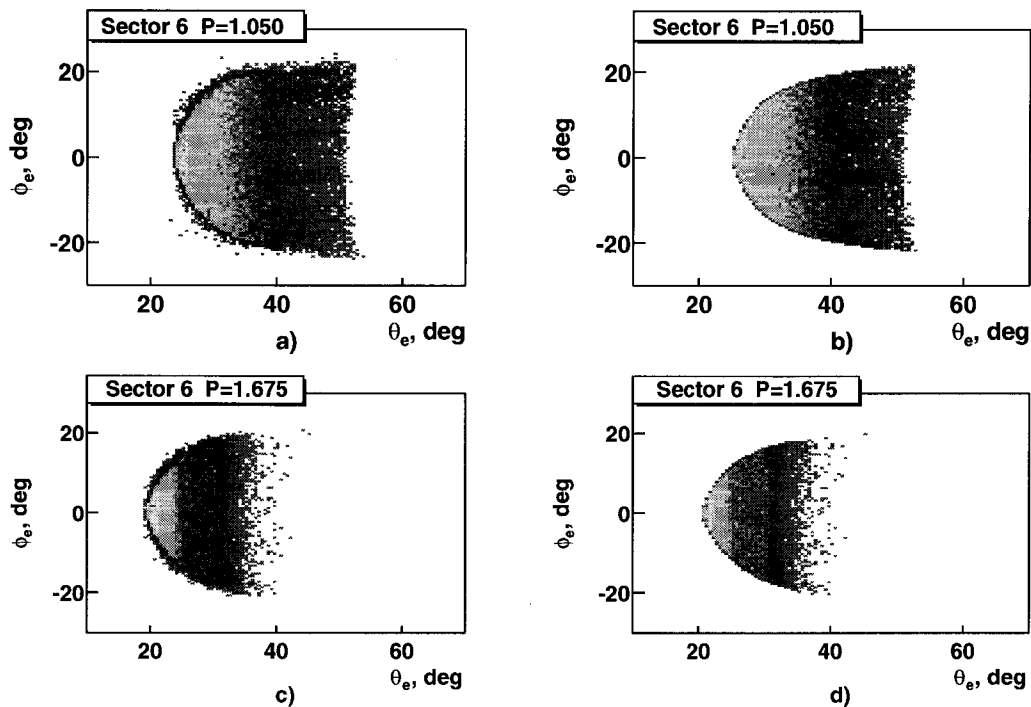 Sector 6 P=1.050
20
0
-20
ϕe, deg
20
40
60
θe, deg
a)
Sector 6 P=1.050
20
0
-20
ϕe, deg
20
40
60
θe, deg
b)
Sector 6 P=1.675
20
0
-20
ϕe, deg
20
40
60
θe, deg
c)
Sector 6 P=1.675
20
0
-20
ϕe, deg
20
40
60
θe, deg
d)